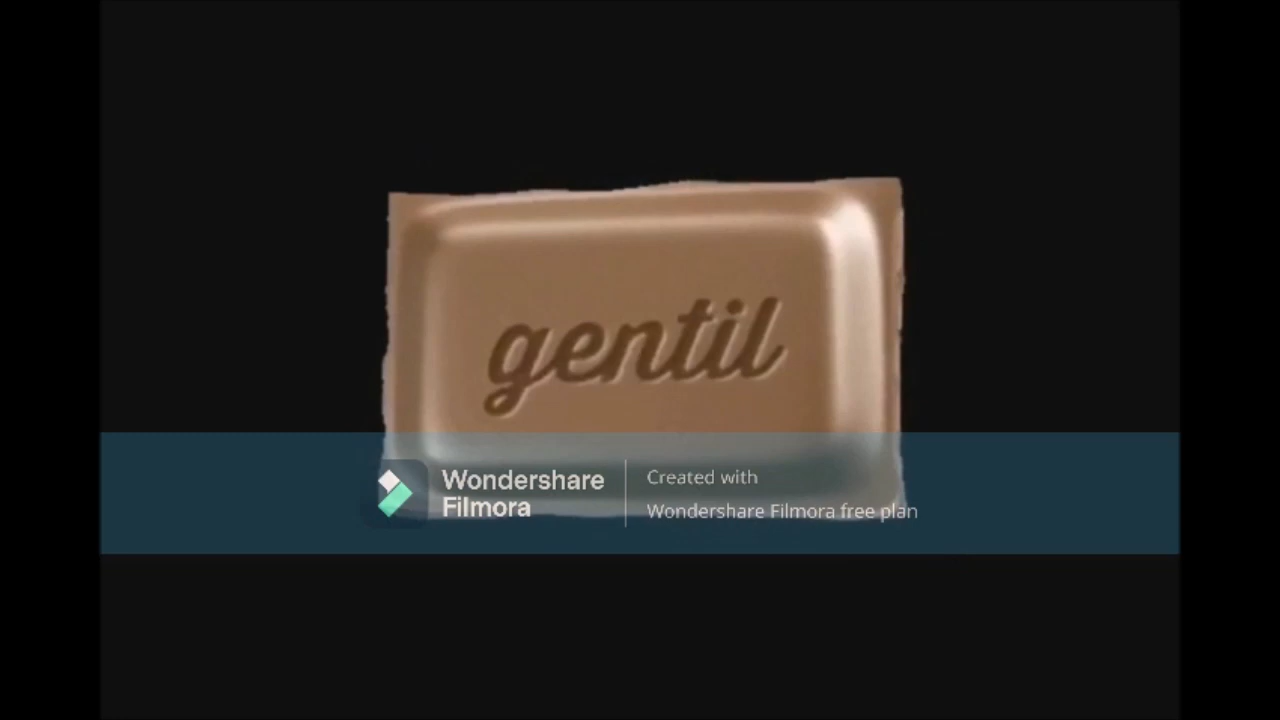 gentil
Wondershare
Filmora
Created with
Wondershare Filmora free plan